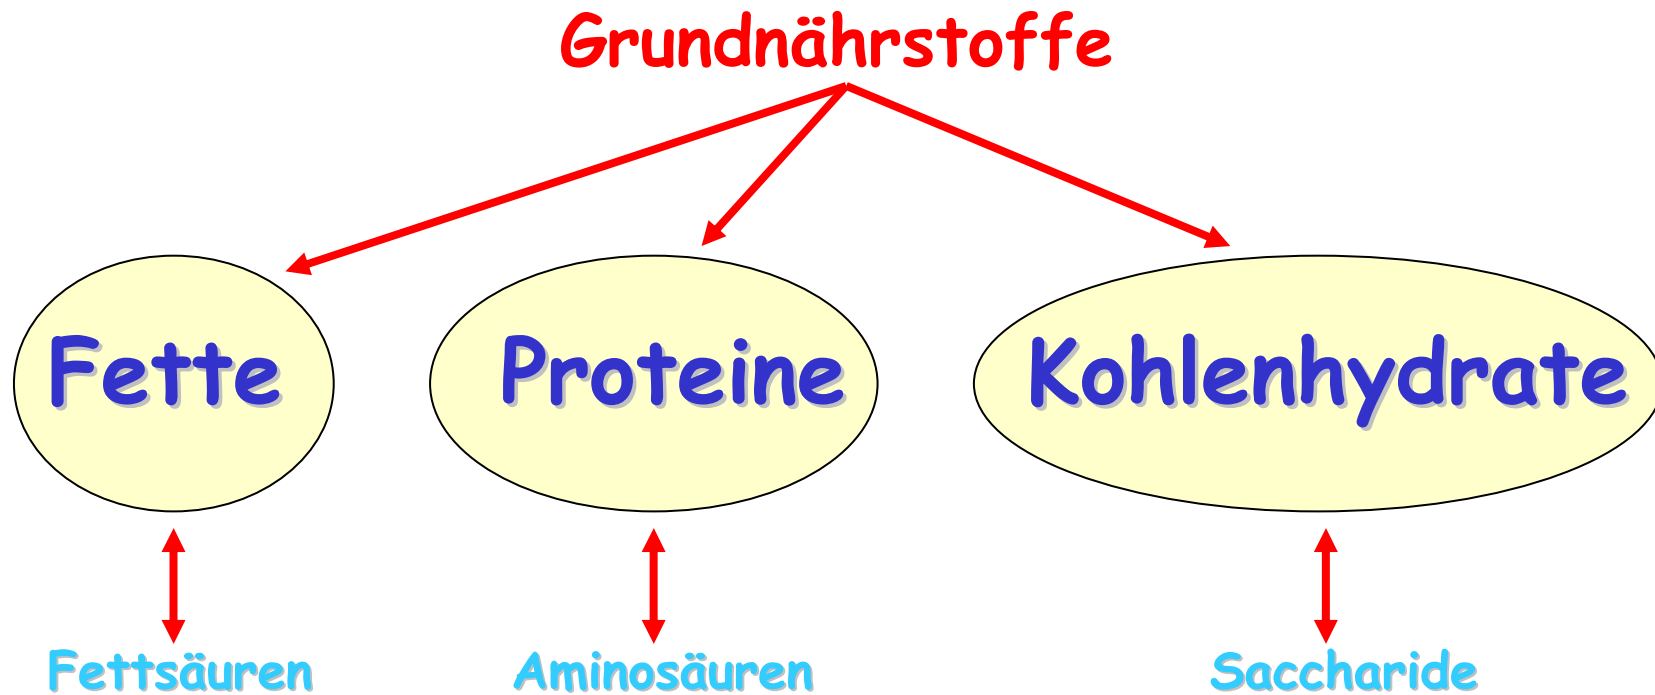 Grundnährstoffe
Fette
Proteine
Kohlenhydrate
Fettsäuren
Aminosäuren
Saccharide